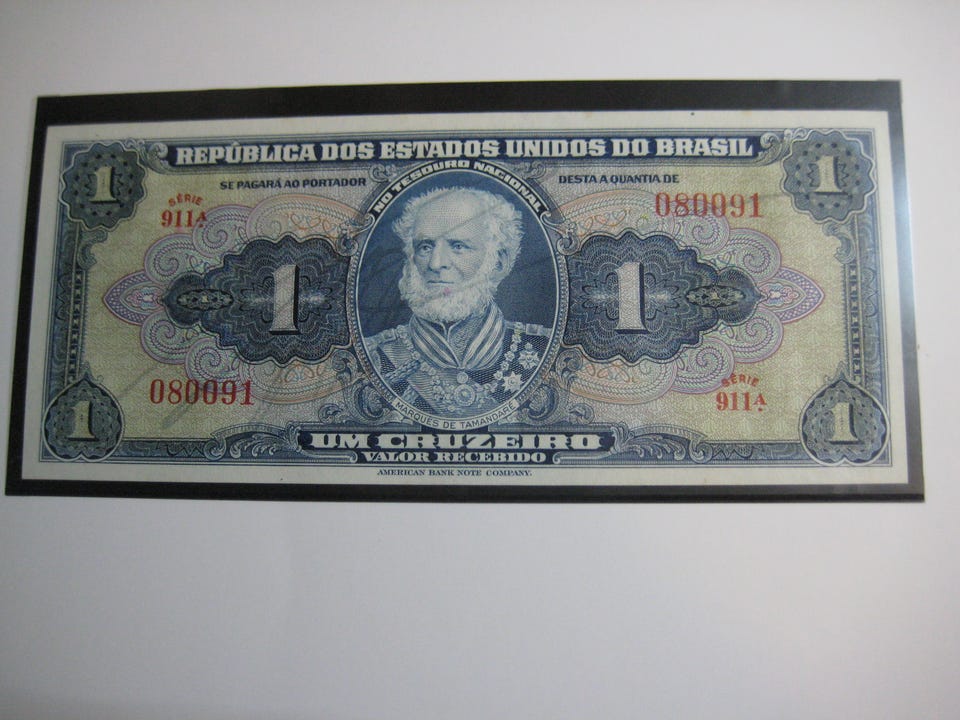 REPÚBLICA DOS ESTADOS UNIDOS DO BRASIL
1
1
SE PAGARÁ AO PORTADOR
NO TESOURO NACIONAL
DESTA A QUANTIA DE
SÉRIE
911A.
080091
1
1
080091
SÉRIE
911A.
MARQUÊS DE TAMANDARÉ
1
1
UM CRUZEIRO
VALOR RECEBIDO
AMERICAN BANK NOTE COMPANY.